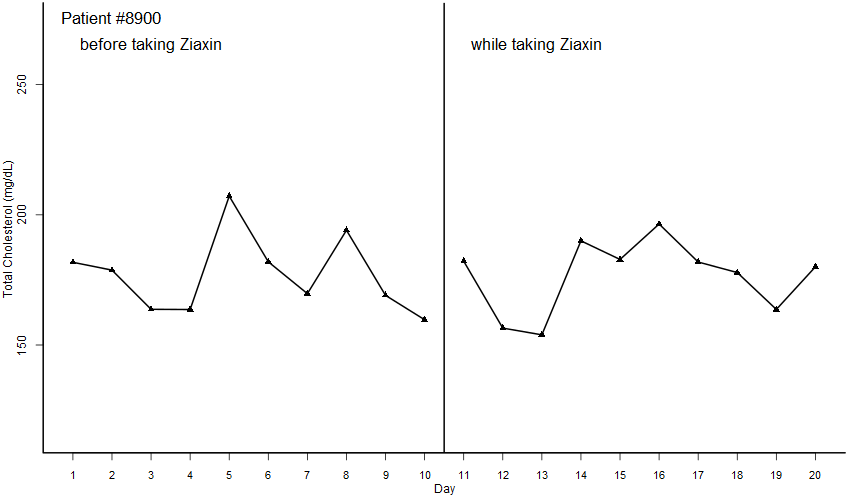 Patient #8900
before taking Ziaxin
while taking Ziaxin
Total Cholesterol (mg/dL)
250
200
150
1 2 3 4 5 6 7 8 9 10 11 12 13 14 15 16 17 18 19 20
Day